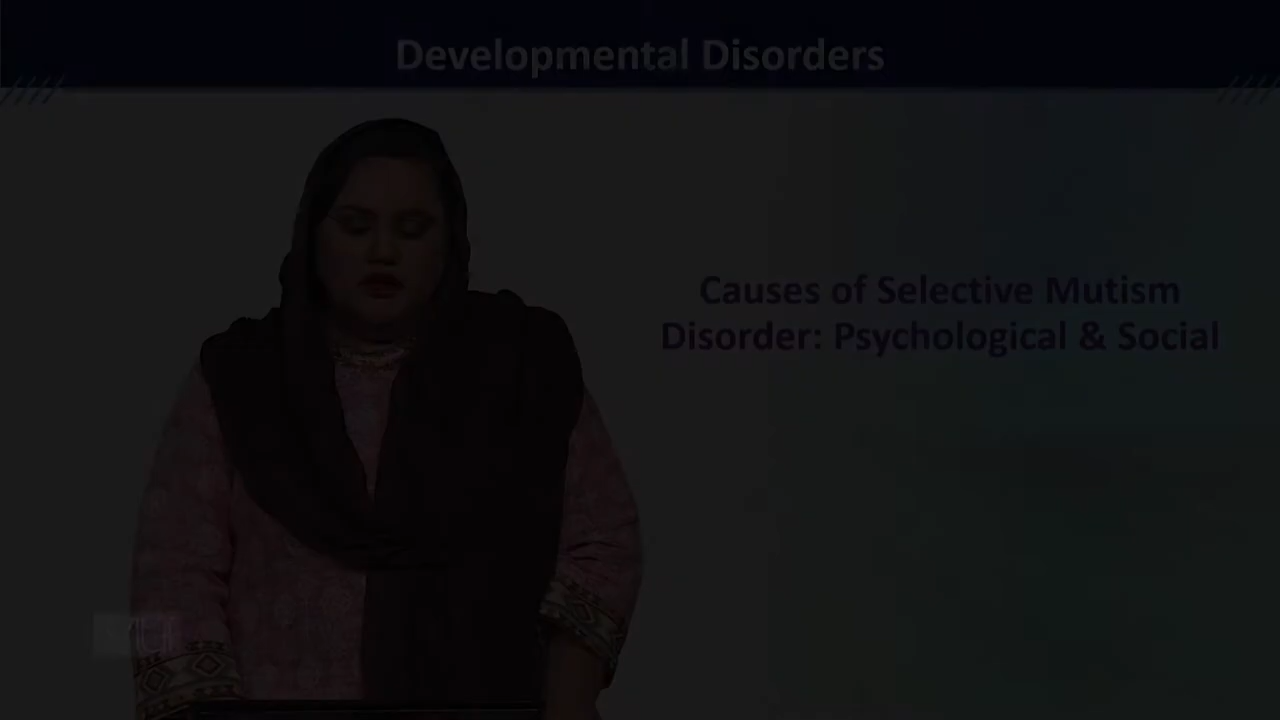 Developmental Disorders
Causes of Selective Mutism
Disorder: Psychological & Social